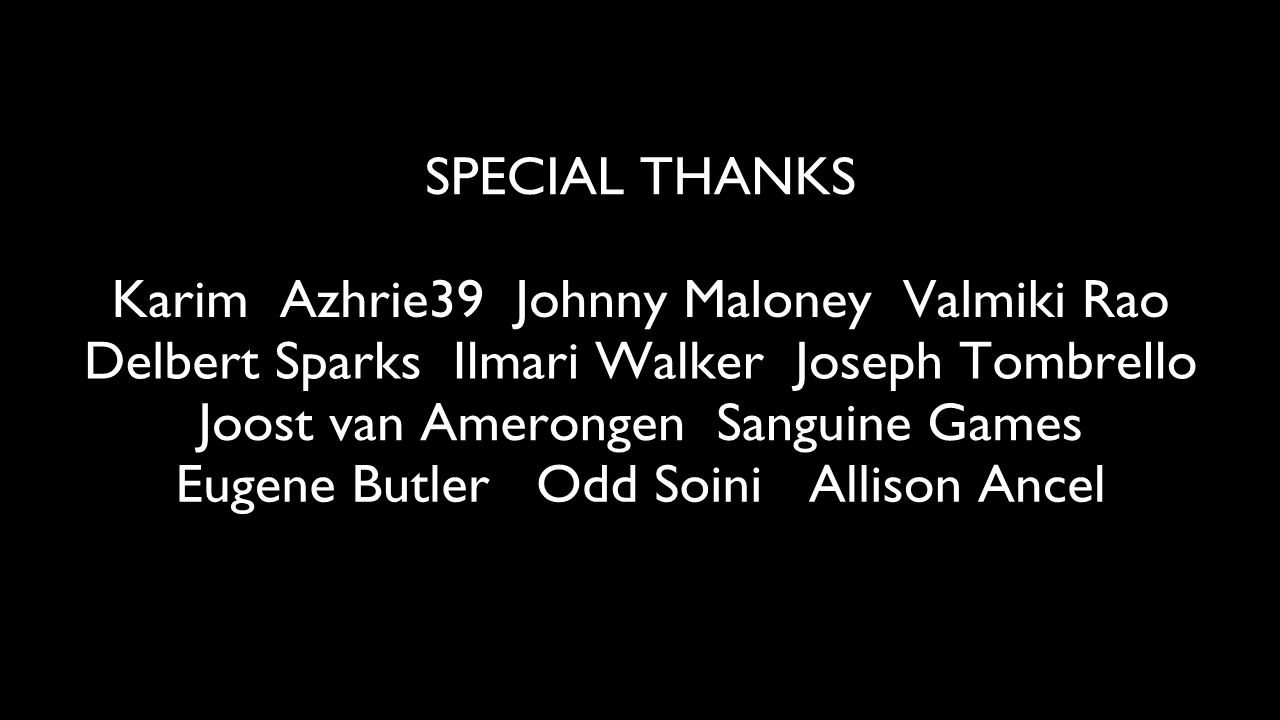 SPECIAL THANKS
Karim  Azhrie39  Johnny Maloney  Valmiki Rao
Delbert Sparks  Ilmari Walker  Joseph Tombrello
Joost van Amerongen  Sanguine Games
Eugene Butler  Odd Soini  Allison Ancel